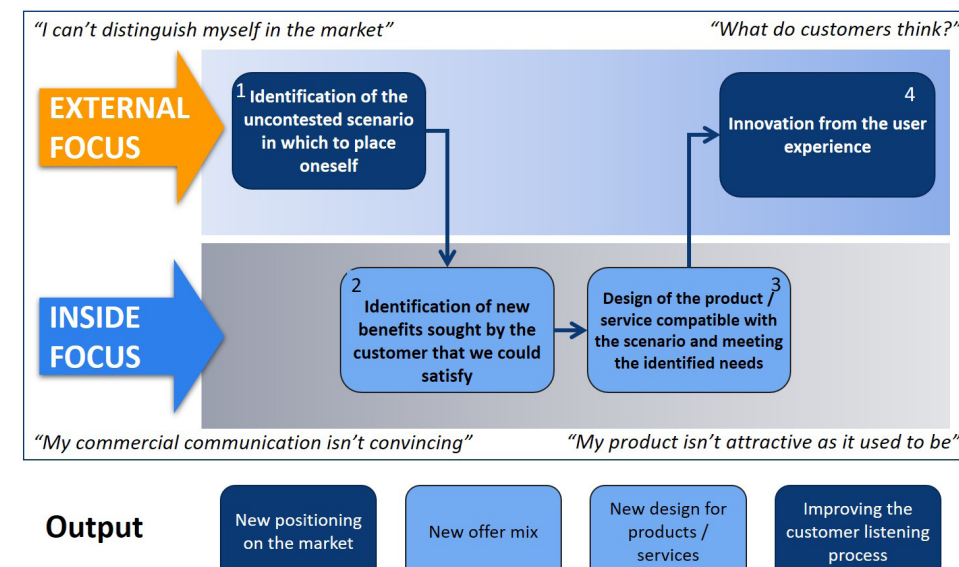 "I can't distinguish myself in the market"
"What do customers think?"
EXTERNAL
FOCUS
1
Identification of the
uncontested scenario
in which to place
oneself
4
Innovation from the user
experience
INSIDE
FOCUS
2
Identification of new
benefits sought by the
customer that we could
satisfy
3
Design of the product /
service compatible with
the scenario and meeting
the identified needs
"My commercial communication isn't convincing"
"My product isn't attractive as it used to be"
Output
New positioning
on the market
New offer mix
New design for
products /
services
Improving the
customer listening
process